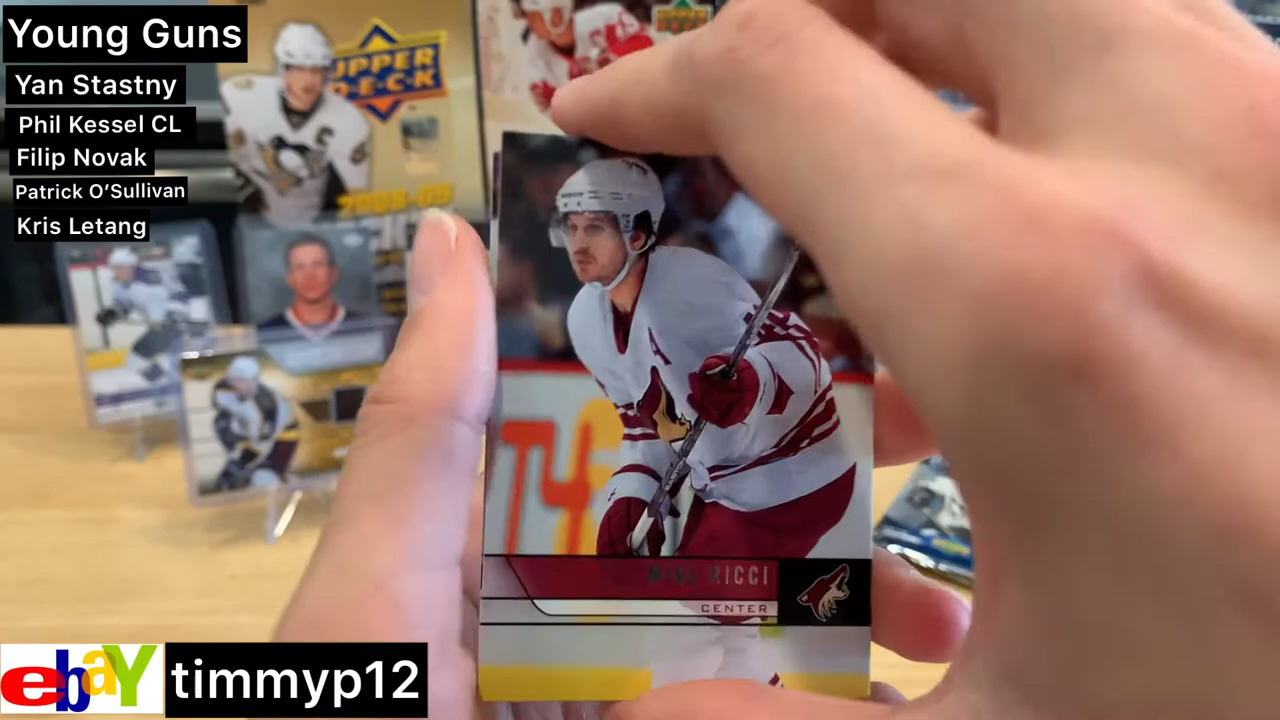 Young Guns
Yan Stastny
Phil Kessel CL
Filip Novak
Patrick O'Sullivan
Kris Letang
UPPER
D·E·C·K
2008-09
A
MIKE RICCI
CENTER
ebay
timmyp12